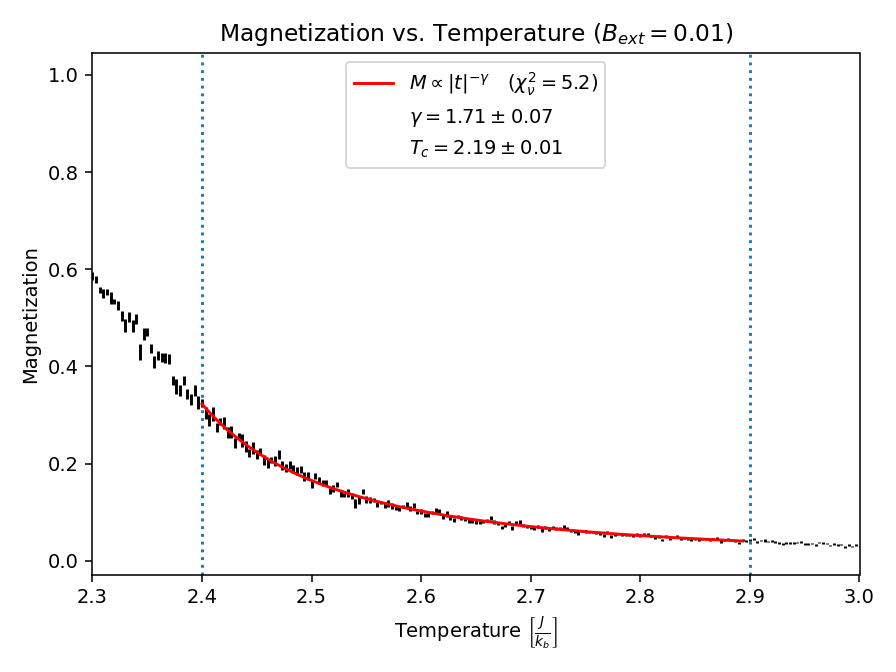 Magnetization vs. Temperature ($B_{ext} = 0.01$)
$M \propto |t|^{-\gamma}$ ($\chi^2_\nu = 5.2$)
$\gamma = 1.71 \pm 0.07$
$T_c = 2.19 \pm 0.01$
Magnetization
1.0
0.8
0.6
0.4
0.2
0.0
2.3 2.4 2.5 2.6 2.7 2.8 2.9 3.0
Temperature $\left[\frac{J}{k_b}\right]$